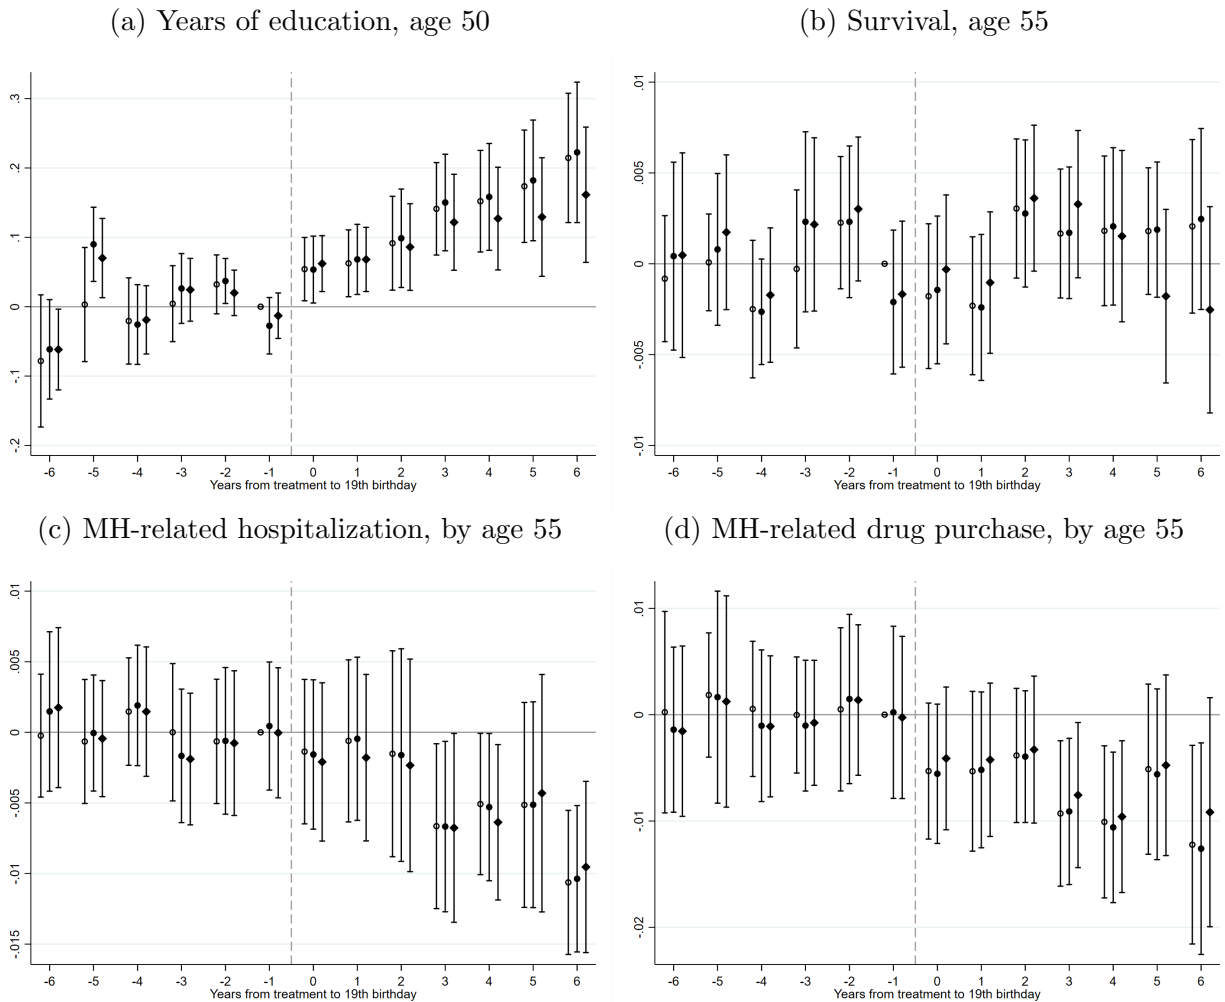 (a) Years of education, age 50
.3
.2
.1
0
-.1
-.2
-6 -5 -4 -3 -2 -1 0 1 2 3 4 5 6
Years from treatment to 19th birthday
(b) Survival, age 55
.01
.005
0
-.005
-.01
-6 -5 -4 -3 -2 -1 0 1 2 3 4 5 6
Years from treatment to 19th birthday
(c) MH-related hospitalization, by age 55
.01
.005
0
-.005
-.01
-.015
-6 -5 -4 -3 -2 -1 0 1 2 3 4 5 6
Years from treatment to 19th birthday
(d) MH-related drug purchase, by age 55
.01
0
-.01
-.02
-6 -5 -4 -3 -2 -1 0 1 2 3 4 5 6
Years from treatment to 19th birthday